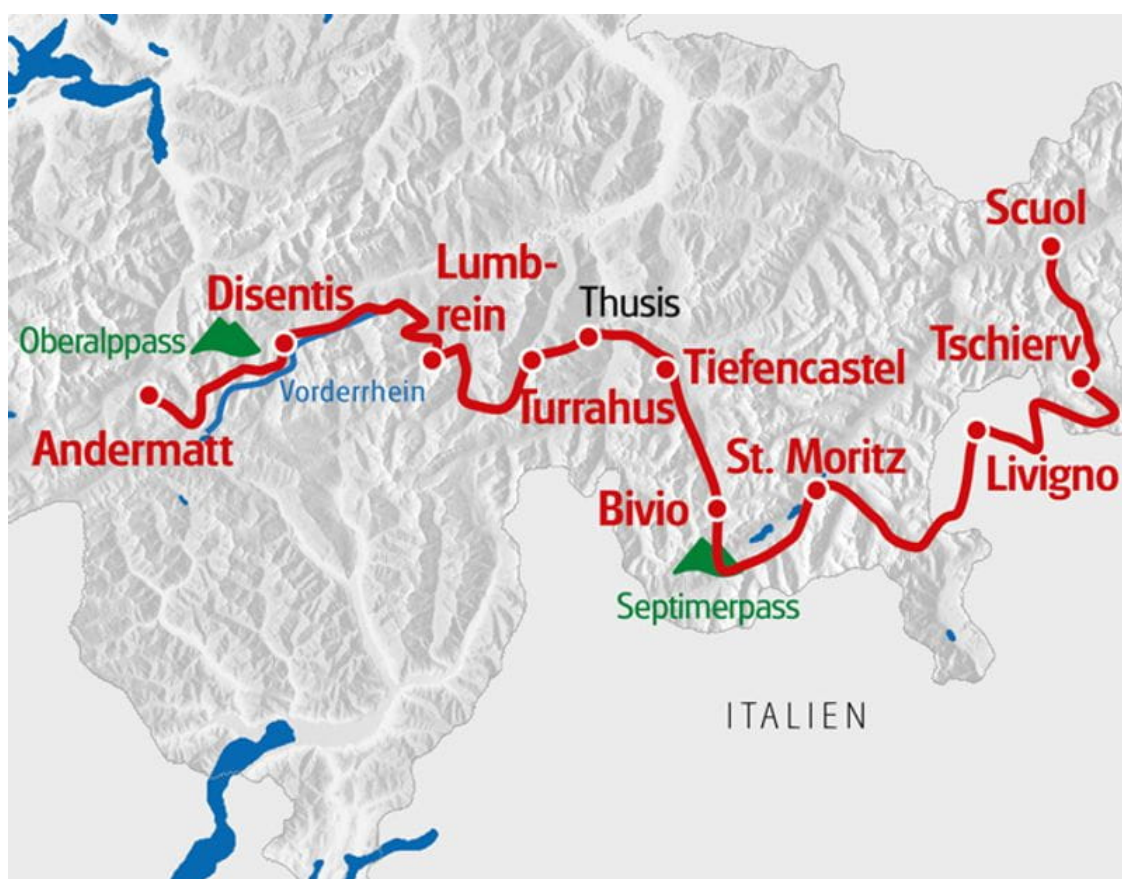 Scuol
Lumb-
rein
Disentis
Thusis
Oberalppass
Tschierv
Tiefencastel
Vorderrhein
Turrahus
Andermatt
St. Moritz
Livigno
Bivio
Septimerpass
ITALIEN